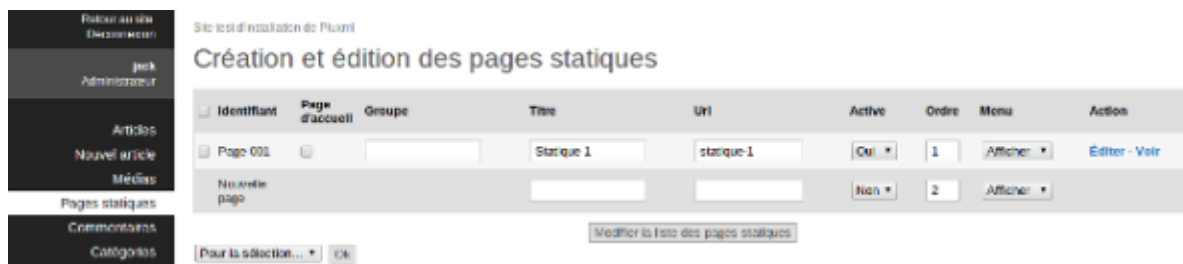 Retour au site
Déconnexion
jack
Administrateur
Articles
Nouvel article
Médias
Pages statiques
Commentaires
Catégories
Site test d'installation de Pluxml
Création et édition des pages statiques
Identifiant Page d'accueil Groupe Titre Url Active Ordre Menu Action
Page 001 Statique 1 statique-1 Oui 1 Afficher Éditer - Voir
Nouvelle page Non 2 Afficher
Modifier la liste des pages statiques
Pour la sélection... Ok